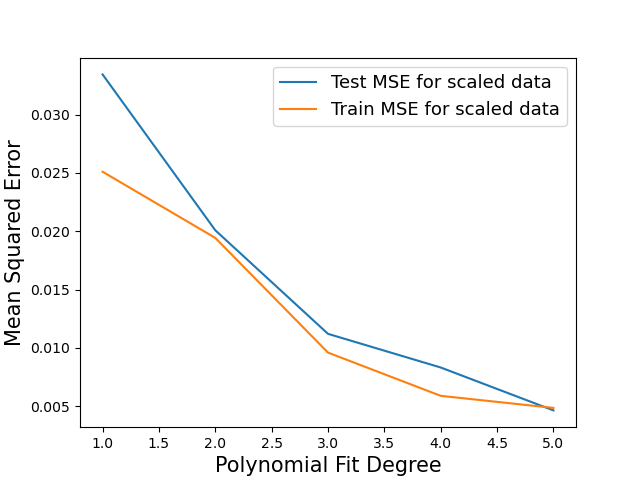 Test MSE for scaled data
Train MSE for scaled data
Mean Squared Error
0.030
0.025
0.020
0.015
0.010
0.005
1.0 1.5 2.0 2.5 3.0 3.5 4.0 4.5 5.0
Polynomial Fit Degree